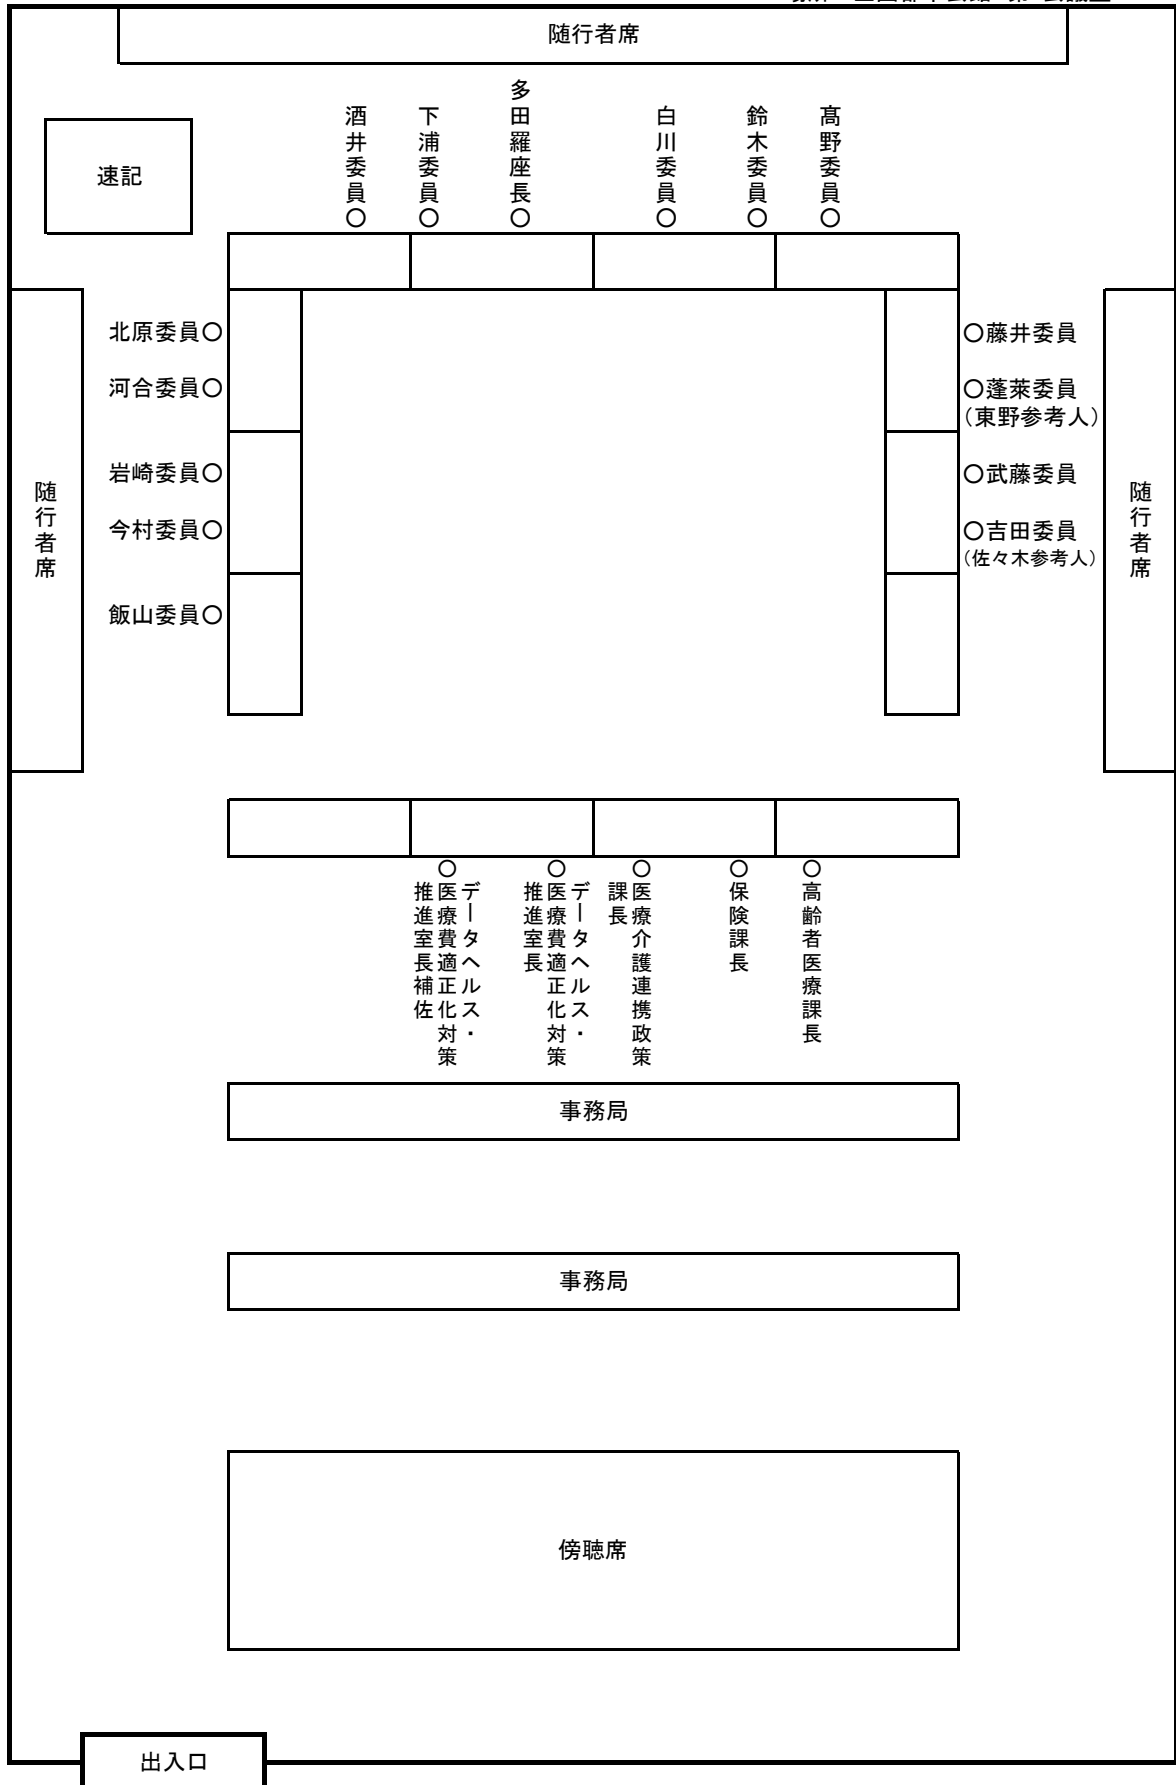 随行者席
速記
酒井委員○
下浦委員○
多田羅座長○
白川委員○
鈴木委員○
髙野委員○
北原委員○
河合委員○
岩崎委員○
今村委員○
飯山委員○
○藤井委員
○蓬萊委員
（東野参考人）
○武藤委員
○吉田委員
（佐々木参考人）
随行者席
随行者席
○データヘルス・
医療費適正化対策
推進室長補佐
○データヘルス・
医療費適正化対策
推進室長
○医療介護連携政策
課長
○保険課長
○高齢者医療課長
事務局
事務局
傍聴席
出入口